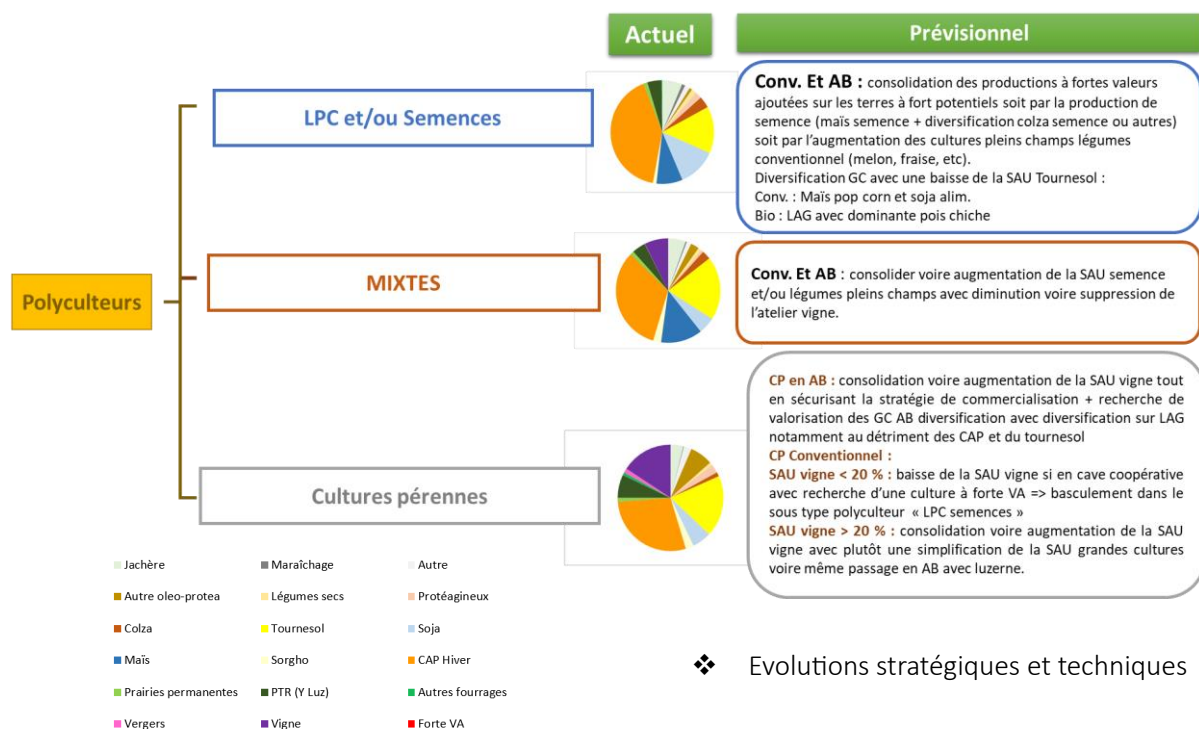 Actuel
Prévisionnel
LPC et/ou Semences
Conv. Et AB : consolidation des productions à fortes valeurs
ajoutées sur les terres à fort potentiels soit par la production de
semence (maïs semence + diversification colza semence ou autres)
soit par l'augmentation des cultures pleins champs légumes
conventionnel (melon, fraise, etc).
Diversification GC avec une baisse de la SAU Tournesol :
Conv. : Maïs pop corn et soja alim.
Bio : LAG avec dominante pois chiche
Polyculteurs
MIXTES
Conv. Et AB : consolider voire augmentation de la SAU semence
et/ou légumes pleins champs avec diminution voire suppression de
l'atelier vigne.
Cultures pérennes
CP en AB : consolidation voire augmentation de la SAU vigne tout
en sécurisant la stratégie de commercialisation + recherche de
valorisation des GC AB diversification avec diversification sur LAG
notamment au détriment des CAP et du tournesol
CP Conventionnel :
SAU vigne < 20 % : baisse de la SAU vigne si en cave coopérative
avec recherche d'une culture à forte VA => basculement dans le
sous type polyculteur « LPC semences »
SAU vigne > 20 % : consolidation voire augmentation de la SAU
vigne avec plutôt une simplification de la SAU grandes cultures
voire même passage en AB avec luzerne.
Jachère Maraîchage Autre
Autre oleo-protea Légumes secs Protéagineux
Colza Tournesol Soja
Maïs Sorgho CAP Hiver
Prairies permanentes PTR (Y Luz) Autres fourrages
Vergers Vigne Forte VA
❖ Evolutions stratégiques et techniques